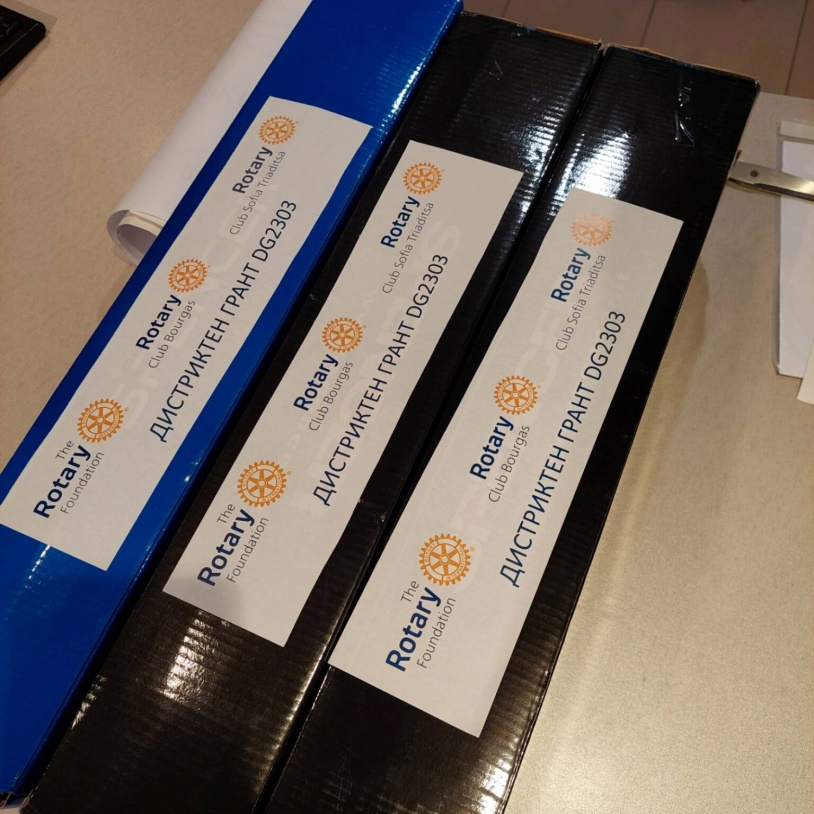 The
Rotary
Foundation
Rotary
Club Bourgas
Rotary
Club Sofia Triaditsa
ДИСТРИКТЕН ГРАНТ DG2303
The
Rotary
Foundation
Rotary
Club Bourgas
Rotary
Club Sofia Triaditsa
ДИСТРИКТЕН ГРАНТ DG2303
The
Rotary
Foundation
Rotary
Club Bourgas
Rotary
Club Sofia Triaditsa
ДИСТРИКТЕН ГРАНТ DG2303